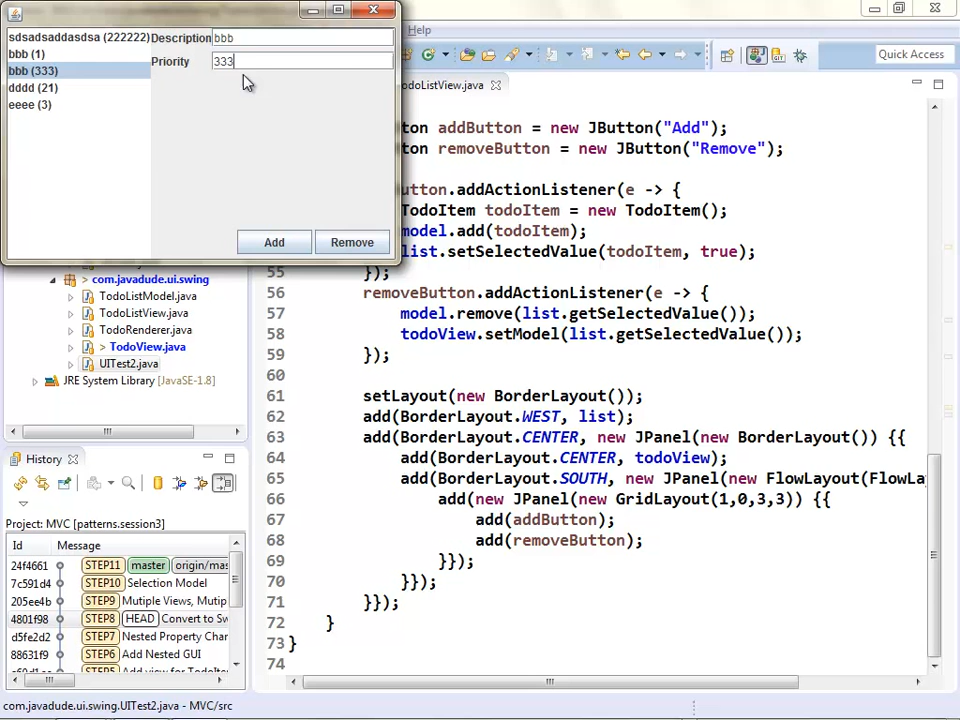 sdsadsaddasdsa (222222)
bbb (1)
bbb (333)
dddd (21)
eeee (3)
Description bbb
Priority 333
Add Remove
Help
Quick Access
odoListView.java
ton addButton = new JButton("Add");
ton removeButton = new JButton("Remove");
utton.addActionListener(e -> {
TodoItem todoItem = new TodoItem();
model.add(todoItem);
list.setSelectedValue(todoItem, true);
55 });
56 removeButton.addActionListener(e -> {
57 model.remove(list.getSelectedValue());
58 todoView.setModel(list.getSelectedValue());
59 });
60
61 setLayout(new BorderLayout());
62 add(BorderLayout.WEST, list);
63 add(BorderLayout.CENTER, new JPanel(new BorderLayout()) {{
64 add(BorderLayout.CENTER, todoView);
65 add(BorderLayout.SOUTH, new JPanel(new FlowLayout(FlowLa
66 add(new JPanel(new GridLayout(1,0,3,3)) {{
67 add(addButton);
68 add(removeButton);
69 }});
70 }});
71 }});
72 }
73 }
74
> com.javadude.ui.swing
TodoListModel.java
TodoListView.java
TodoRenderer.java
> TodoView.java
UITest2.java
JRE System Library [JavaSE-1.8]
History
Project: MVC [patterns.session3]
Id Message
24f4661 STEP11 master origin/mas
7c591d4 STEP10 Selection Model
205ee4b STEP9 Mutiple Views, Mutip
4801f98 STEP8 HEAD Convert to Sw
d5fe2d2 STEP7 Nested Property Char
88631f9 STEP6 Add Nested GUI
STEP5 Add view for TodoIte
com.javadude.ui.swing.UITest2.java - MVC/src